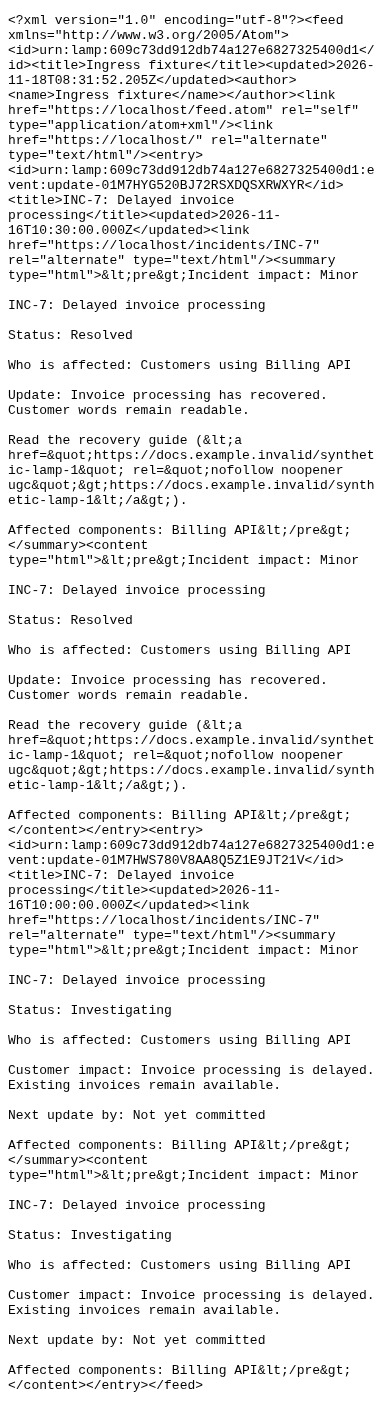 <?xml version="1.0" encoding="utf-8"?><feed
xmlns="http://www.w3.org/2005/Atom">
<id>urn:lamp:609c73dd912db74a127e6827325400d1</
id><title>Ingress fixture</title><updated>2026-
11-18T08:31:52.205Z</updated><author>
<name>Ingress fixture</name></author><link
href="https://localhost/feed.atom" rel="self"
type="application/atom+xml"/><link
href="https://localhost/" rel="alternate"
type="text/html"/><entry>
<id>urn:lamp:609c73dd912db74a127e6827325400d1:e
vent:update-01M7HYG520BJ72RSXDQSXRWXYR</id>
<title>INC-7: Delayed invoice
processing</title><updated>2026-11-
16T10:30:00.000Z</updated><link
href="https://localhost/incidents/INC-7"
rel="alternate" type="text/html"/><summary
type="html">&lt;pre&gt;Incident impact: Minor

INC-7: Delayed invoice processing

Status: Resolved

Who is affected: Customers using Billing API

Update: Invoice processing has recovered.
Customer words remain readable.

Read the recovery guide (&lt;a
href=&quot;https://docs.example.invalid/synthet
ic-lamp-1&quot; rel=&quot;nofollow noopener
ugc&quot;&gt;https://docs.example.invalid/synth
etic-lamp-1&lt;/a&gt;).

Affected components: Billing API&lt;/pre&gt;
</summary><content
type="html">&lt;pre&gt;Incident impact: Minor

INC-7: Delayed invoice processing

Status: Resolved

Who is affected: Customers using Billing API

Update: Invoice processing has recovered.
Customer words remain readable.

Read the recovery guide (&lt;a
href=&quot;https://docs.example.invalid/synthet
ic-lamp-1&quot; rel=&quot;nofollow noopener
ugc&quot;&gt;https://docs.example.invalid/synth
etic-lamp-1&lt;/a&gt;).

Affected components: Billing API&lt;/pre&gt;
</content></entry><entry>
<id>urn:lamp:609c73dd912db74a127e6827325400d1:e
vent:update-01M7HWS780V8AA8Q5Z1E9JT21V</id>
<title>INC-7: Delayed invoice
processing</title><updated>2026-11-
16T10:00:00.000Z</updated><link
href="https://localhost/incidents/INC-7"
rel="alternate" type="text/html"/><summary
type="html">&lt;pre&gt;Incident impact: Minor

INC-7: Delayed invoice processing

Status: Investigating

Who is affected: Customers using Billing API

Customer impact: Invoice processing is delayed.
Existing invoices remain available.

Next update by: Not yet committed

Affected components: Billing API&lt;/pre&gt;
</summary><content
type="html">&lt;pre&gt;Incident impact: Minor

INC-7: Delayed invoice processing

Status: Investigating

Who is affected: Customers using Billing API

Customer impact: Invoice processing is delayed.
Existing invoices remain available.

Next update by: Not yet committed

Affected components: Billing API&lt;/pre&gt;
</content></entry></feed>